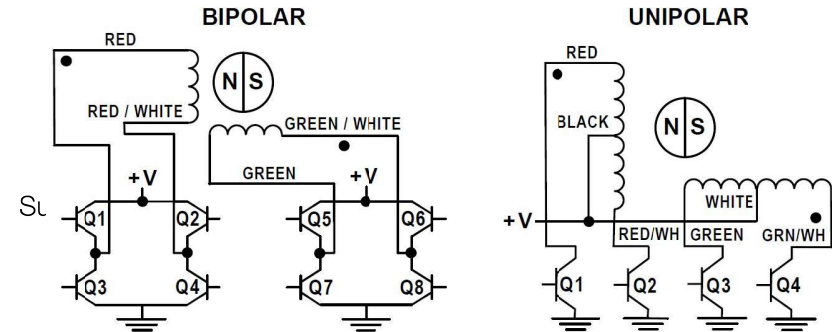 BIPOLAR
UNIPOLAR
RED
N S
RED / WHITE
GREEN / WHITE
GREEN
+V
+V
Q1
Q2
Q5
Q6
Q3
Q4
Q7
Q8
RED
BLACK
N S
WHITE
+V
RED/WH GREEN GRN/WH
Q1
Q2
Q3
Q4